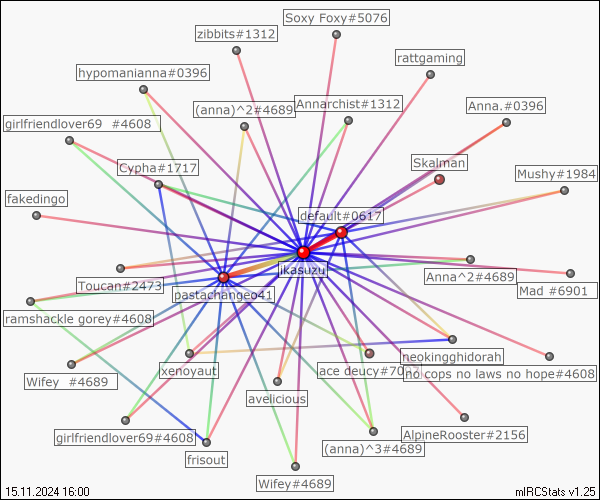 Soxy Foxy#5076
zibbits#1312
rattgaming
hypomanianna#0396
(anna)^2#4689
Annarchist#1312
Anna.#0396
girlfriendlover69  #4608
Cypha#1717
Skalman
Mushy#1984
fakedingo
default#0617
ikasuzu
Toucan#2473
pastachangeo41
Anna^2#4689
Mad #6901
ramshackle gorey#4608
neokingghidorah
Wifey  #4689
xenoyaut
ace deucy#70
no cops no laws no hope#4608
avelicious
girlfriendlover69#4608
AlpineRooster#2156
(anna)^3#4689
frisout
Wifey#4689
15.11.2024 16:00
mIRCStats v1.25